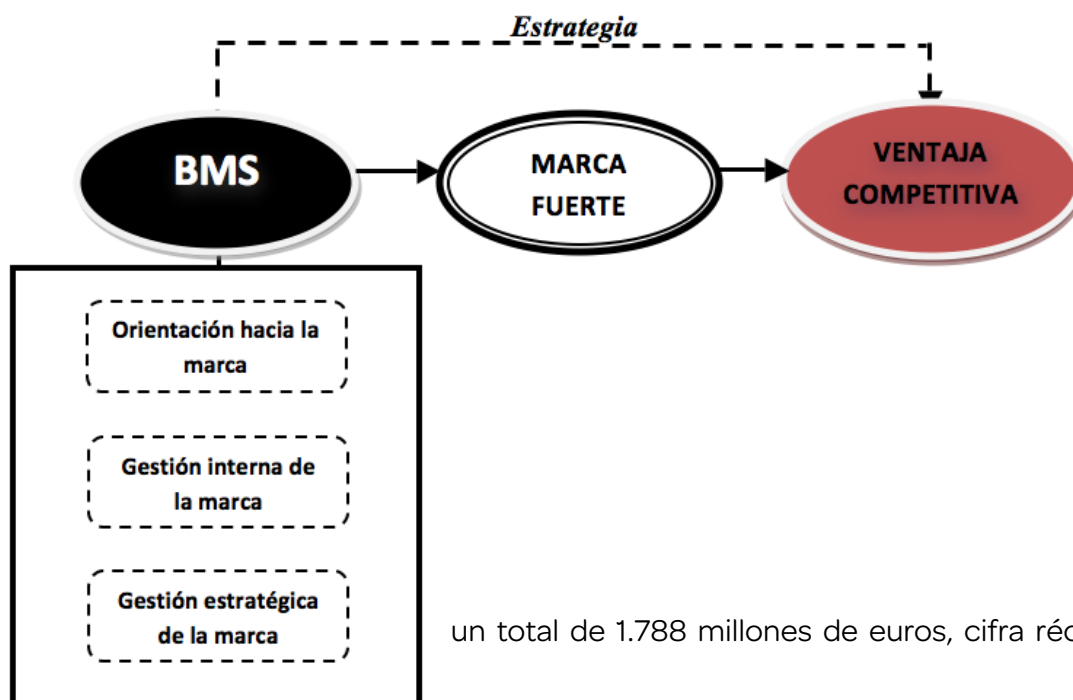 Estrategia
BMS
MARCA
FUERTE
VENTAJA
COMPETITIVA
Orientación hacia la
marca
Gestión interna de
la marca
Gestión estratégica
de la marca
un total de 1.788 millones de euros, cifra